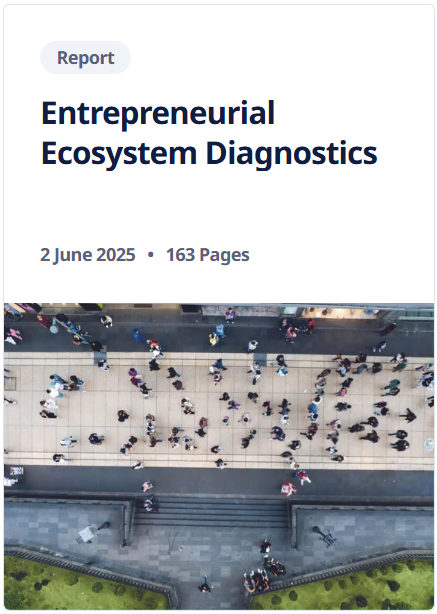 Report
Entrepreneurial
Ecosystem Diagnostics
2 June 2025 • 163 Pages